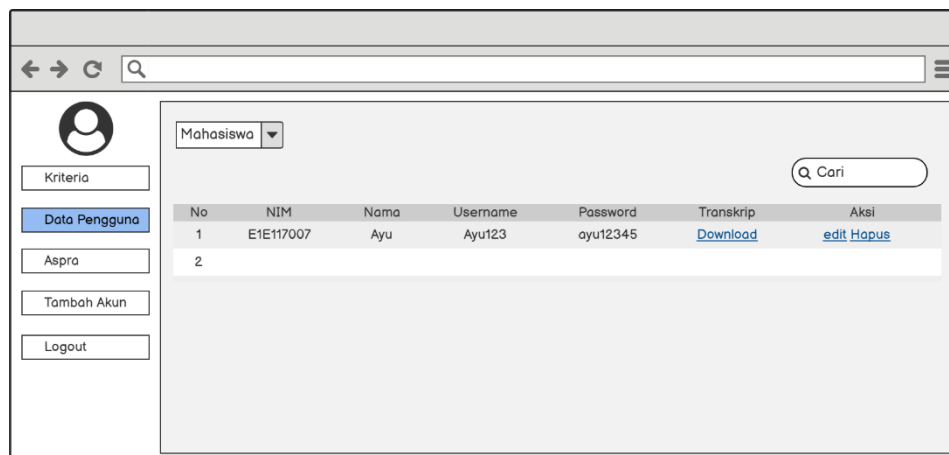 Mahasiswa
Cari
Kriteria
Data Pengguna
Aspra
Tambah Akun
Logout
No NIM Nama Username Password Transkrip Aksi
1 E1E117007 Ayu Ayu123 ayu12345 Download edit Hapus
2